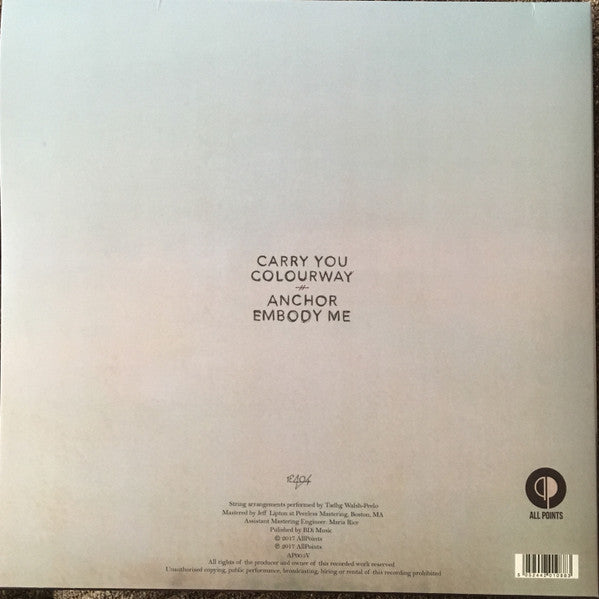 CARRY YOU
COLOURWAY
ANCHOR
EMBODY ME
String arrangements performed by Tadhg Walsh-Peelo
Mastered by Jeff Lipton at Peerless Mastering, Boston, MA
Assistant Mastering Engineer: Maria Rice
Published by BDi Music
© 2017 AllPoints
℗ 2017 AllPoints
All rights of the producer and owner of this recorded work reserved
Unauthorised copying, public performance, broadcasting, hiring or rental of this recording prohibited
ALL POINTS